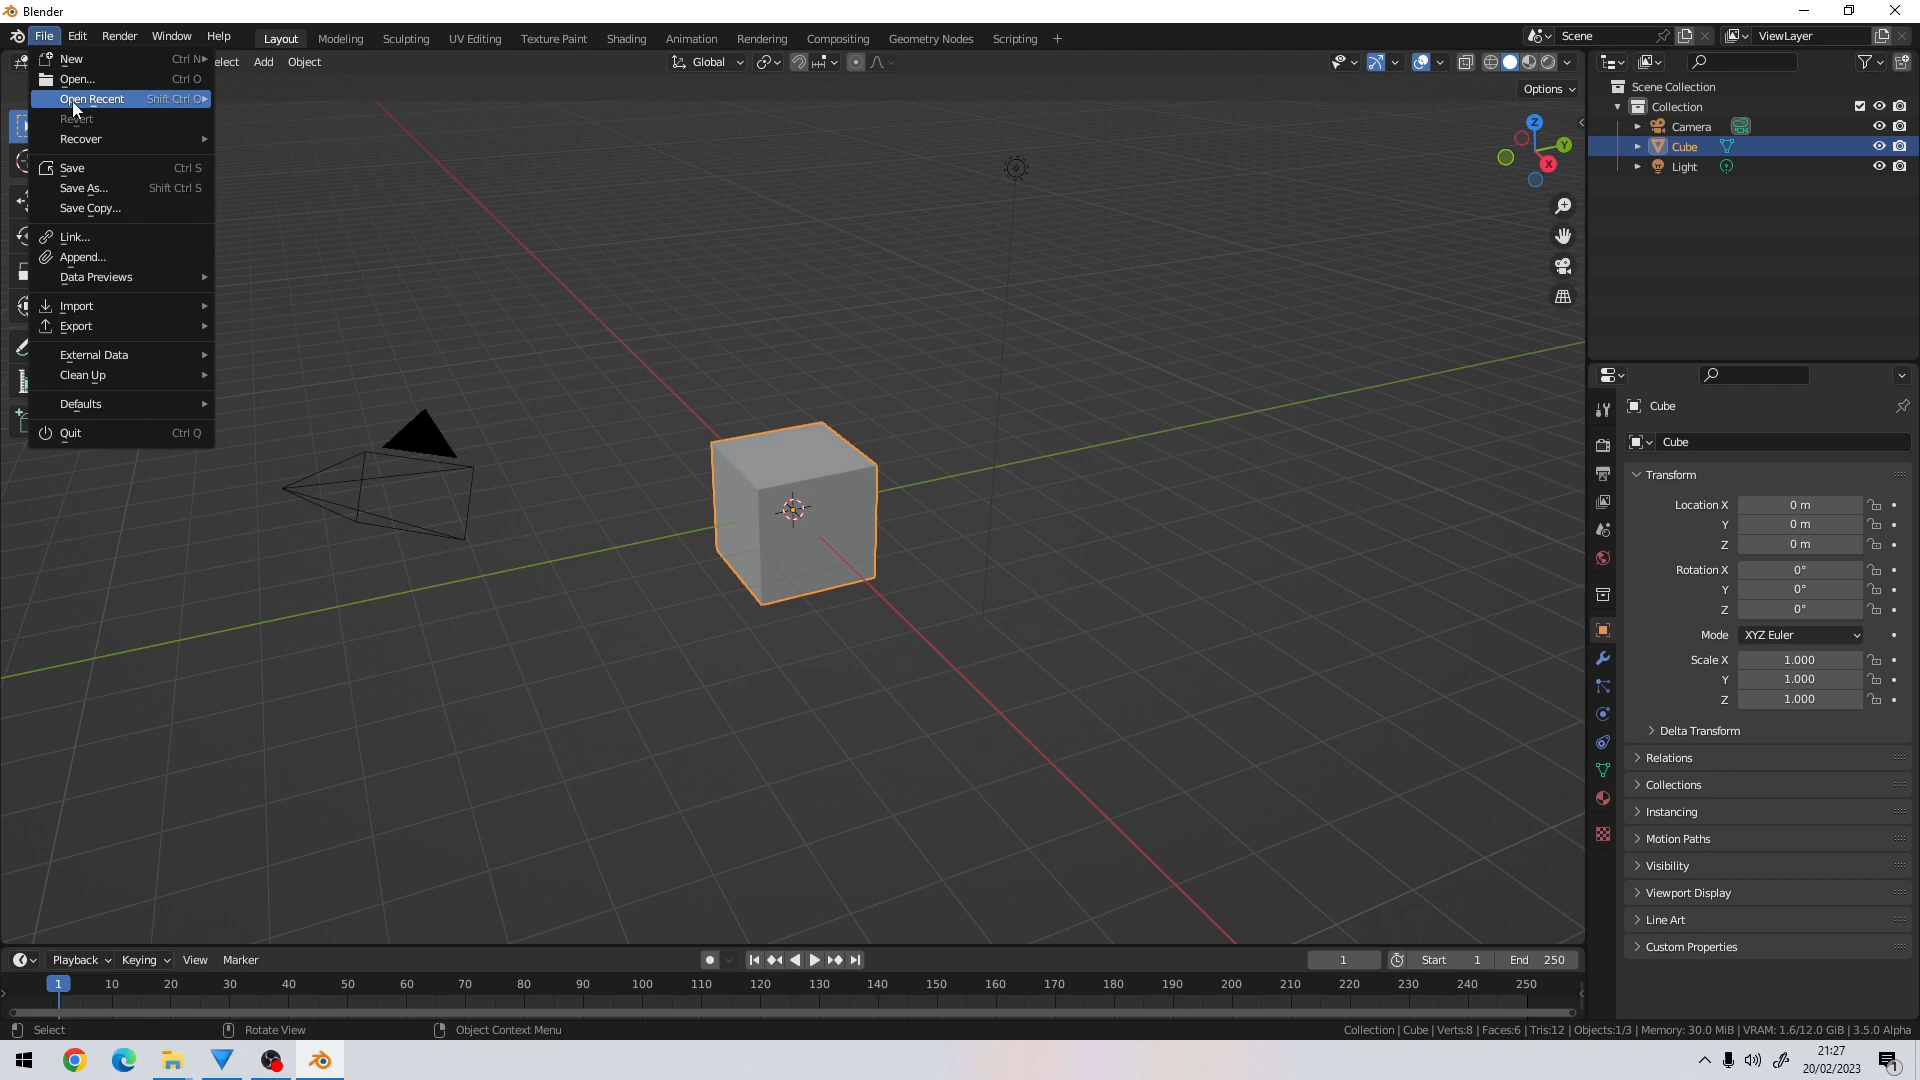 Blender
File Edit Render Window Help Layout Modeling Sculpting UV Editing Texture Paint Shading Animation Rendering Compositing Geometry Nodes Scripting + Scene ViewLayer
elect Add Object Global
Options
New Ctrl N
Open... Ctrl O
Open Recent Shift Ctrl O
Revert
Recover
Save Ctrl S
Save As... Shift Ctrl S
Save Copy...
Link...
Append...
Data Previews
Import
Export
External Data
Clean Up
Defaults
Quit Ctrl Q
Z
Y
X
Scene Collection
Collection
Camera
Cube
Light
Cube
Cube
Transform
Location X 0 m
Y 0 m
Z 0 m
Rotation X 0°
Y 0°
Z 0°
Mode XYZ Euler
Scale X 1.000
Y 1.000
Z 1.000
Delta Transform
Relations
Collections
Instancing
Motion Paths
Visibility
Viewport Display
Line Art
Custom Properties
Playback Keying View Marker 1 Start 1 End 250
1 10 20 30 40 50 60 70 80 90 100 110 120 130 140 150 160 170 180 190 200 210 220 230 240 250
Select Rotate View Object Context Menu Collection | Cube | Verts:8 | Faces:6 | Tris:12 | Objects:1/3 | Memory: 30.0 MiB | VRAM: 1.6/12.0 GiB | 3.5.0 Alpha
21:27
20/02/2023
1